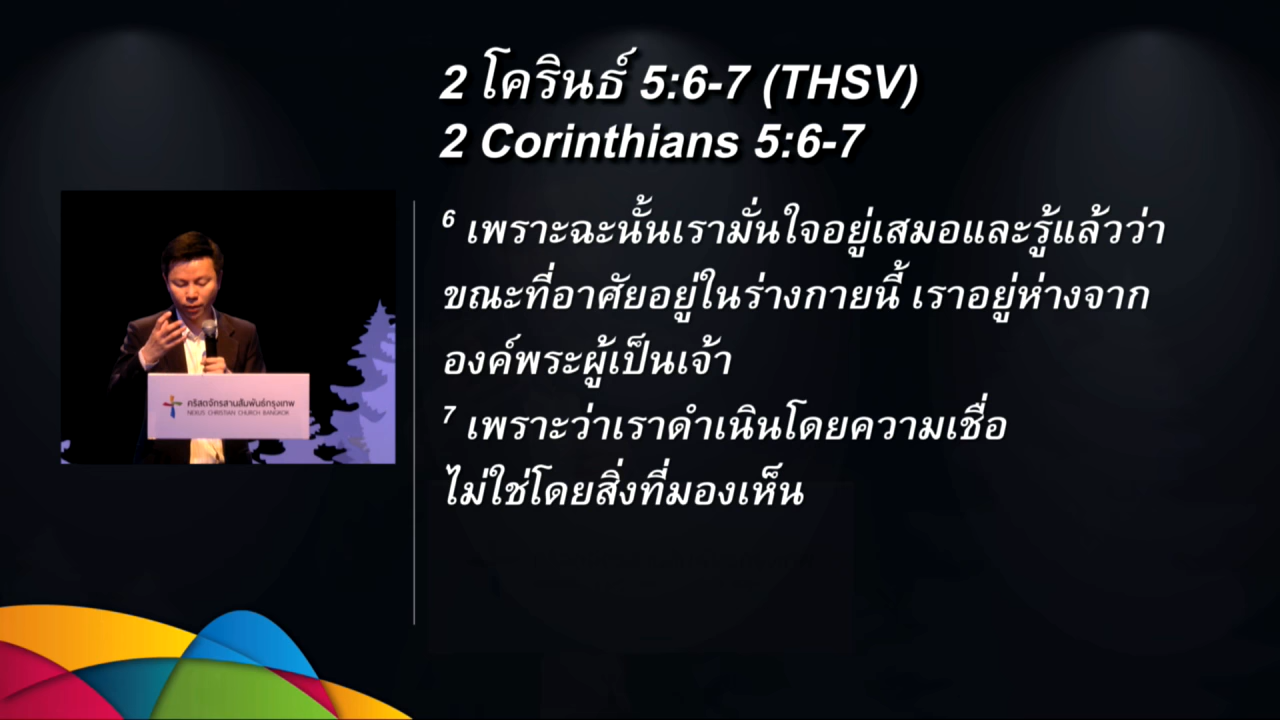 2 โครินธ์ 5:6-7 (THSV)
2 Corinthians 5:6-7
6 เพราะฉะนั้นเรามั่นใจอยู่เสมอและรู้แล้วว่า
ขณะที่อาศัยอยู่ในร่างกายนี้ เราอยู่ห่างจาก
องค์พระผู้เป็นเจ้า
7 เพราะว่าเราดำเนินโดยความเชื่อ
ไม่ใช่โดยสิ่งที่มองเห็น
คริสตจักรสานสัมพันธ์กรุงเทพ
NEXUS CHRISTIAN CHURCH BANGKOK